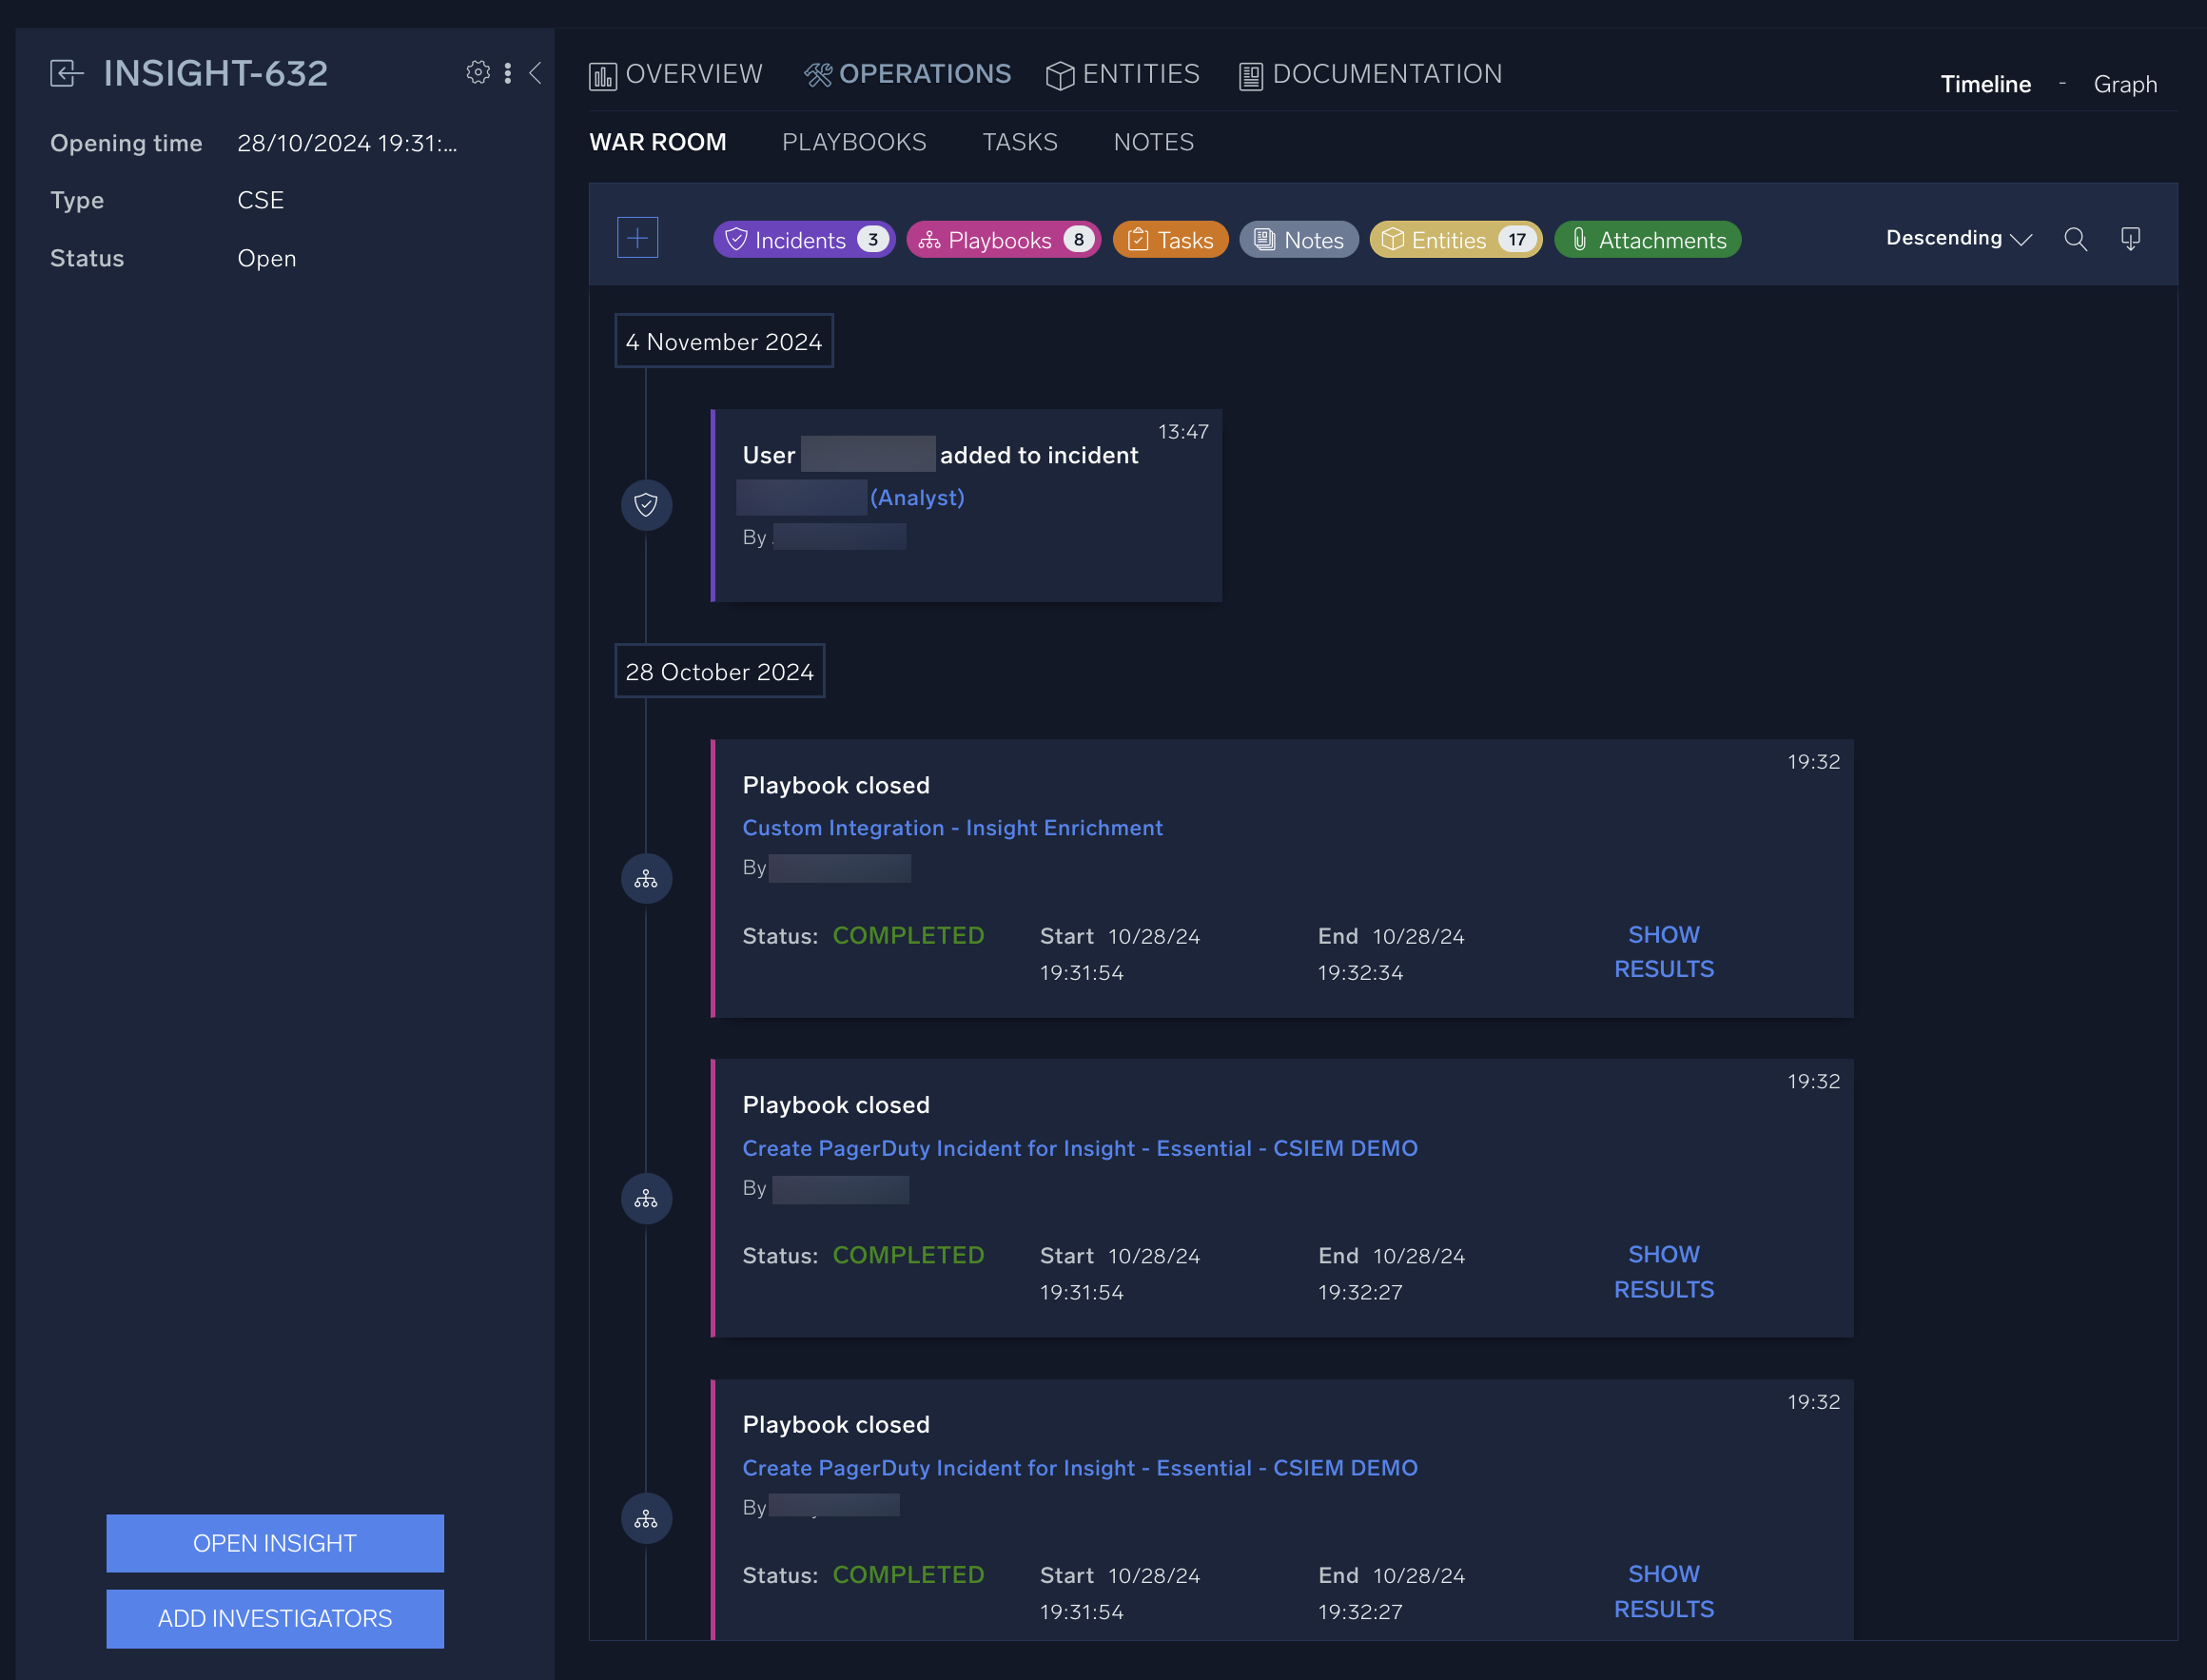 INSIGHT-632
Opening time 28/10/2024 19:31:...
Type CSE
Status Open
OPEN INSIGHT
ADD INVESTIGATORS
OVERVIEW OPERATIONS ENTITIES DOCUMENTATION
Timeline - Graph
WAR ROOM PLAYBOOKS TASKS NOTES
Incidents 3 Playbooks 8 Tasks Notes Entities 17 Attachments
Descending
4 November 2024
13:47
User added to incident
(Analyst)
By
28 October 2024
19:32
Playbook closed
Custom Integration - Insight Enrichment
By
Status: COMPLETED Start 10/28/24 End 10/28/24 SHOW
19:31:54 19:32:34 RESULTS
19:32
Playbook closed
Create PagerDuty Incident for Insight - Essential - CSIEM DEMO
By
Status: COMPLETED Start 10/28/24 End 10/28/24 SHOW
19:31:54 19:32:27 RESULTS
19:32
Playbook closed
Create PagerDuty Incident for Insight - Essential - CSIEM DEMO
By
Status: COMPLETED Start 10/28/24 End 10/28/24 SHOW
19:31:54 19:32:27 RESULTS